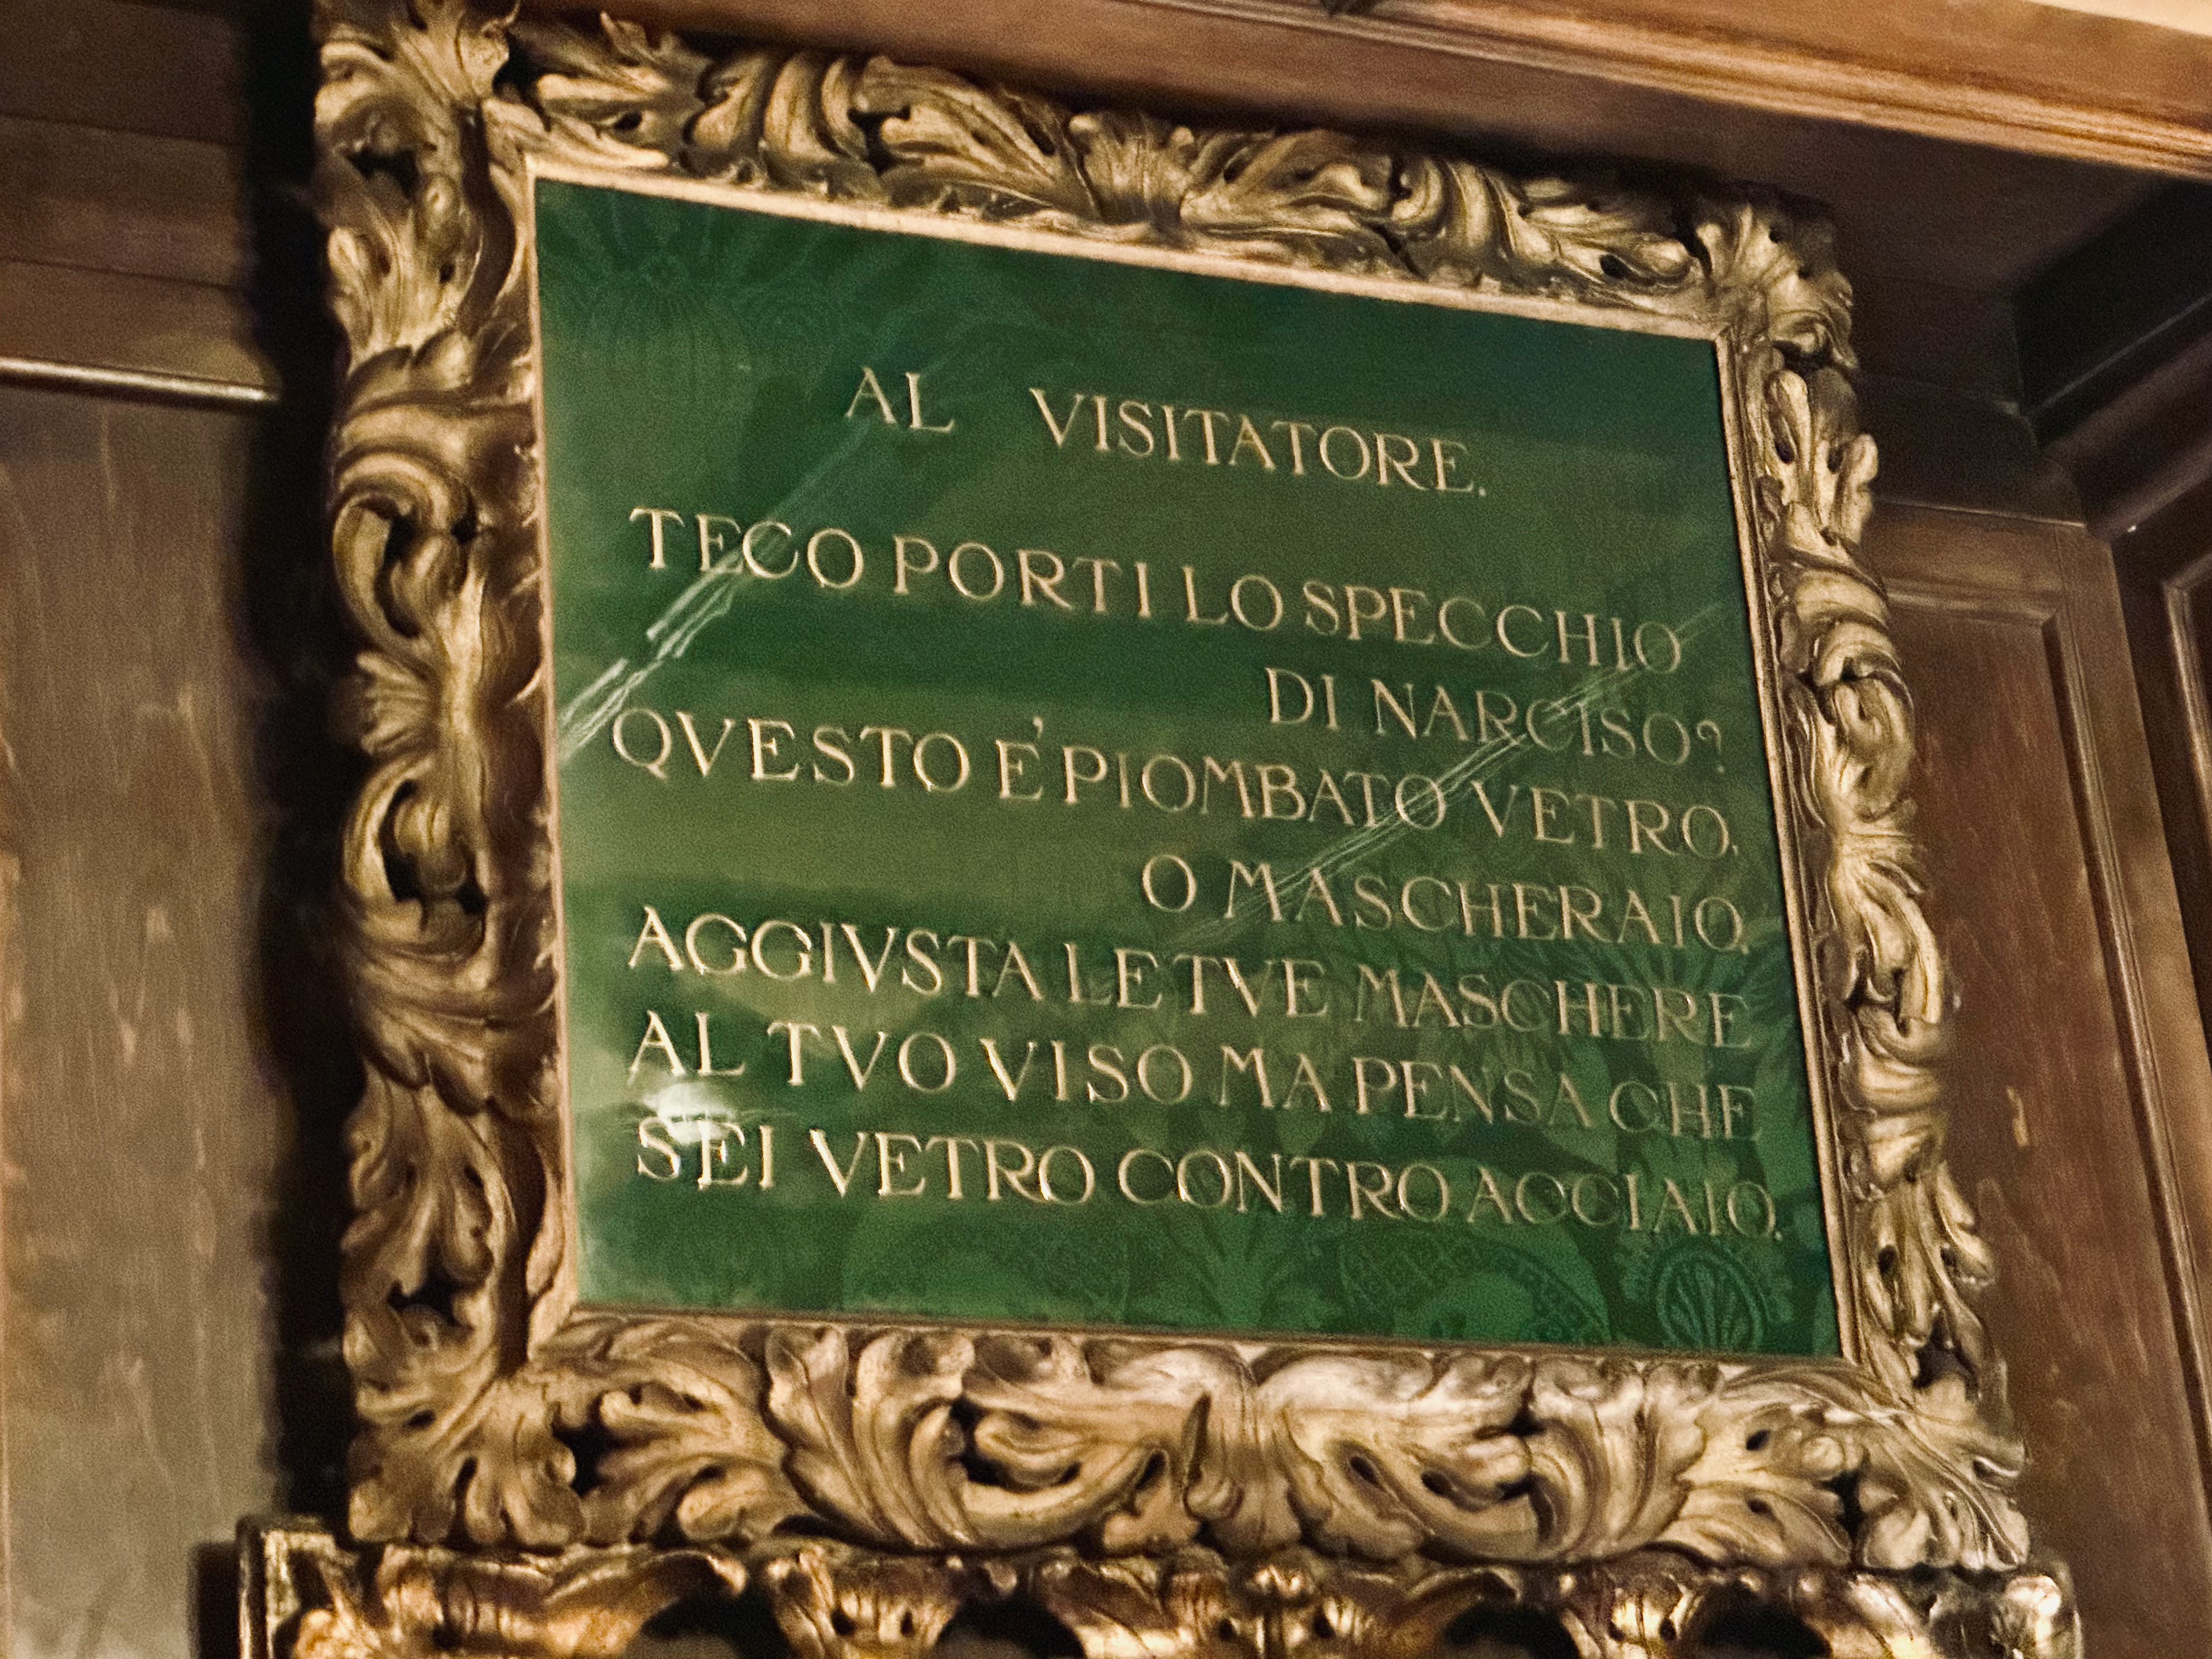 AL VISITATORE.
TECO PORTI LO SPECCHIO
DI NARCISO?
QVESTO E' PIOMBATO VETRO,
O MASCHERAIO.
AGGIVSTA LE TVE MASCHERE
AL TVO VISO MA PENSA CHE
SEI VETRO CONTRO ACCIAIO.